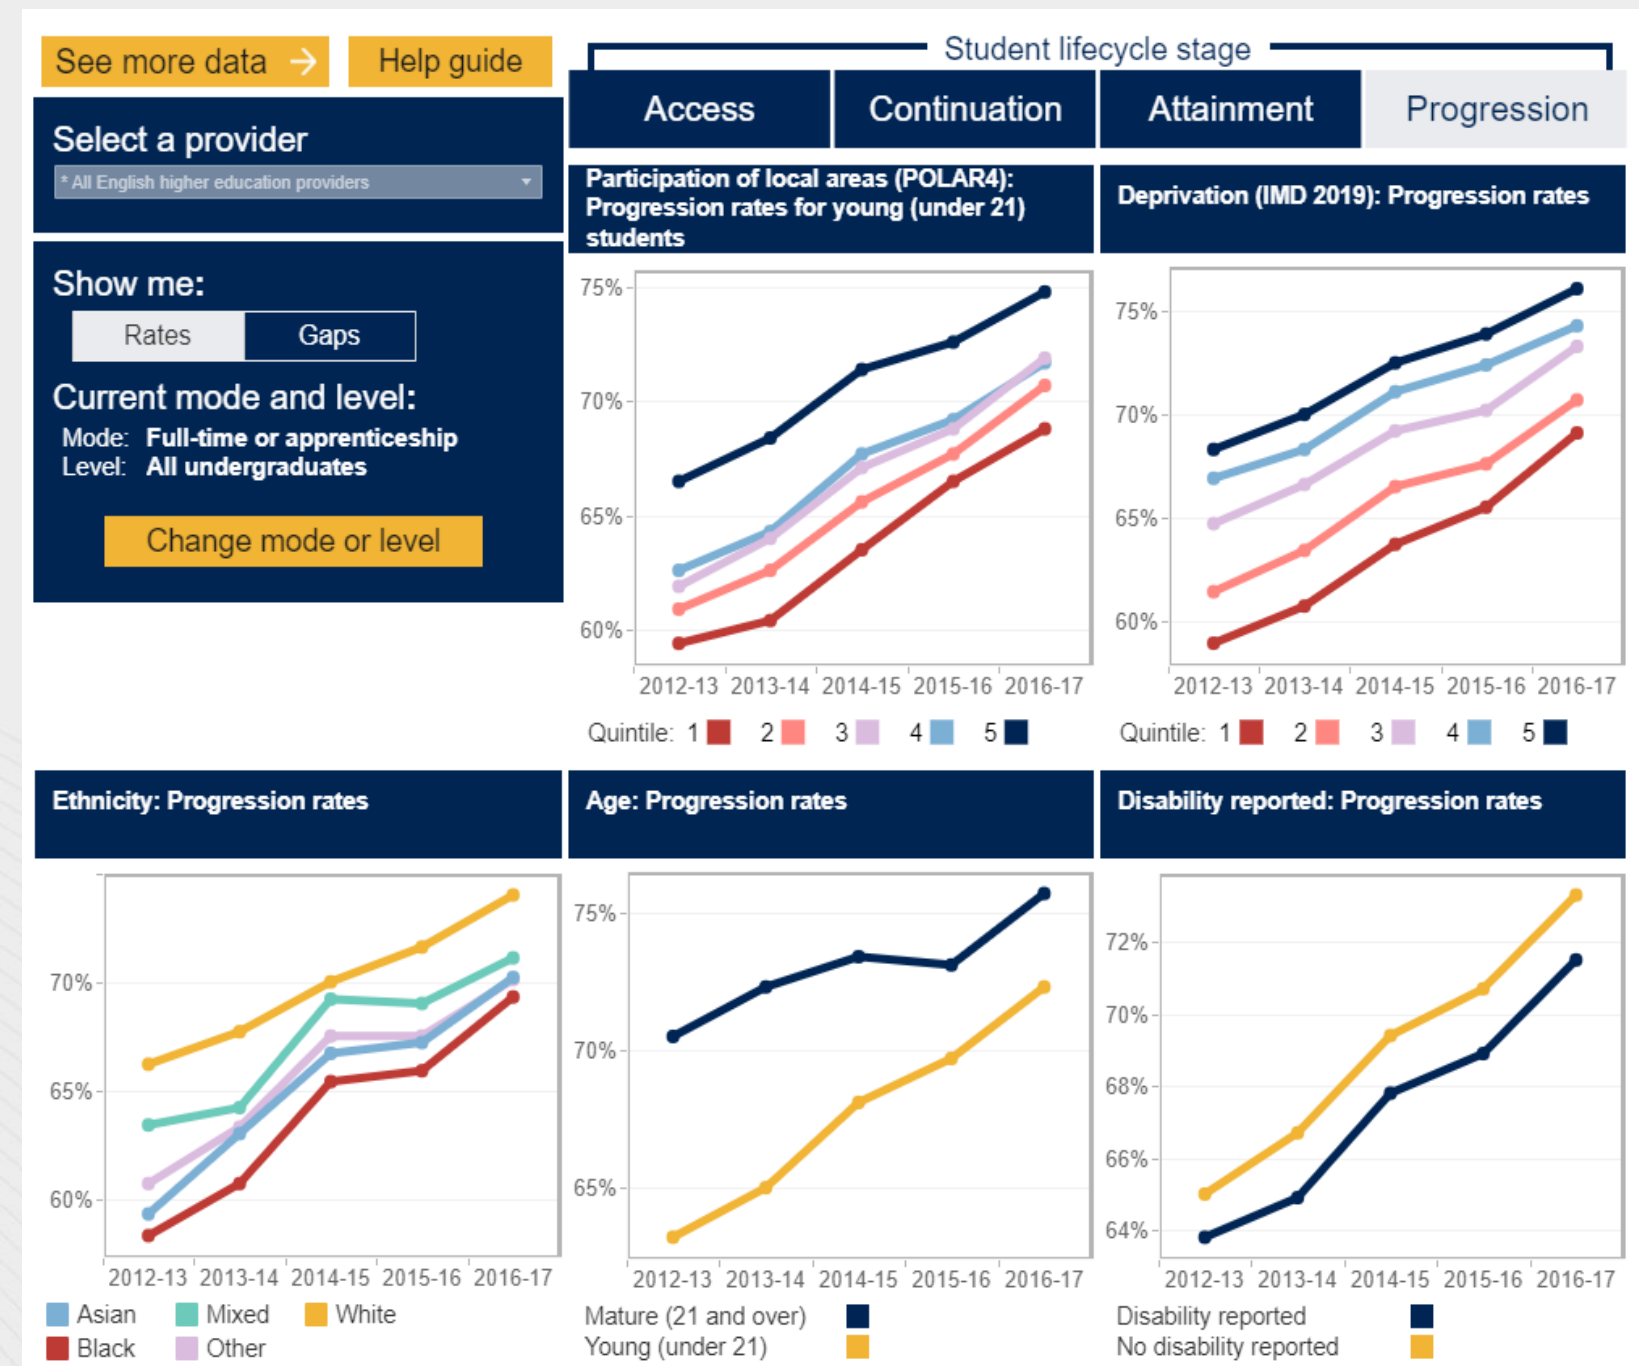 See more data →
Help guide
Student lifecycle stage
Access
Continuation
Attainment
Progression
Select a provider
* All English higher education providers
Show me:
Rates
Gaps
Current mode and level:
Mode: Full-time or apprenticeship
Level: All undergraduates
Change mode or level
Participation of local areas (POLAR4):
Progression rates for young (under 21)
students
75%
70%
65%
60%
2012-13 2013-14 2014-15 2015-16 2016-17
Quintile: 1 2 3 4 5
Deprivation (IMD 2019): Progression rates
75%
70%
65%
60%
2012-13 2013-14 2014-15 2015-16 2016-17
Quintile: 1 2 3 4 5
Ethnicity: Progression rates
70%
65%
60%
2012-13 2013-14 2014-15 2015-16 2016-17
Asian Mixed White
Black Other
Age: Progression rates
75%
70%
65%
2012-13 2013-14 2014-15 2015-16 2016-17
Mature (21 and over)
Young (under 21)
Disability reported: Progression rates
72%
70%
68%
66%
64%
2012-13 2013-14 2014-15 2015-16 2016-17
Disability reported
No disability reported